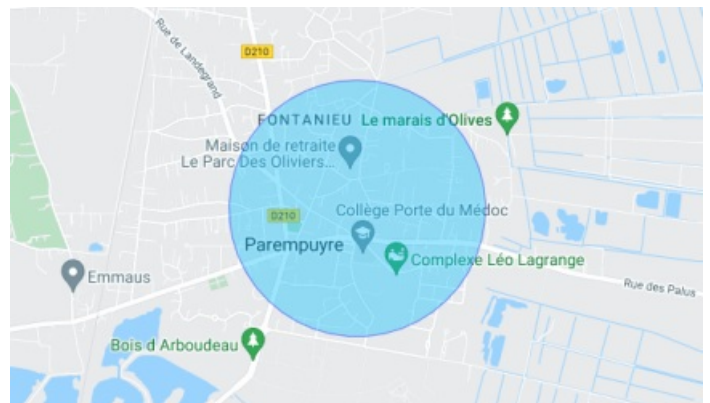 Rue de Landegrand
D210
FONTANIEU
Le marais d'Olives
Maison de retraite
Le Parc Des Oliviers...
Collège Porte du Médoc
D210
Parempuyre
Complexe Léo Lagrange
Emmaus
Rue des Palus
Bois d Arboudeau